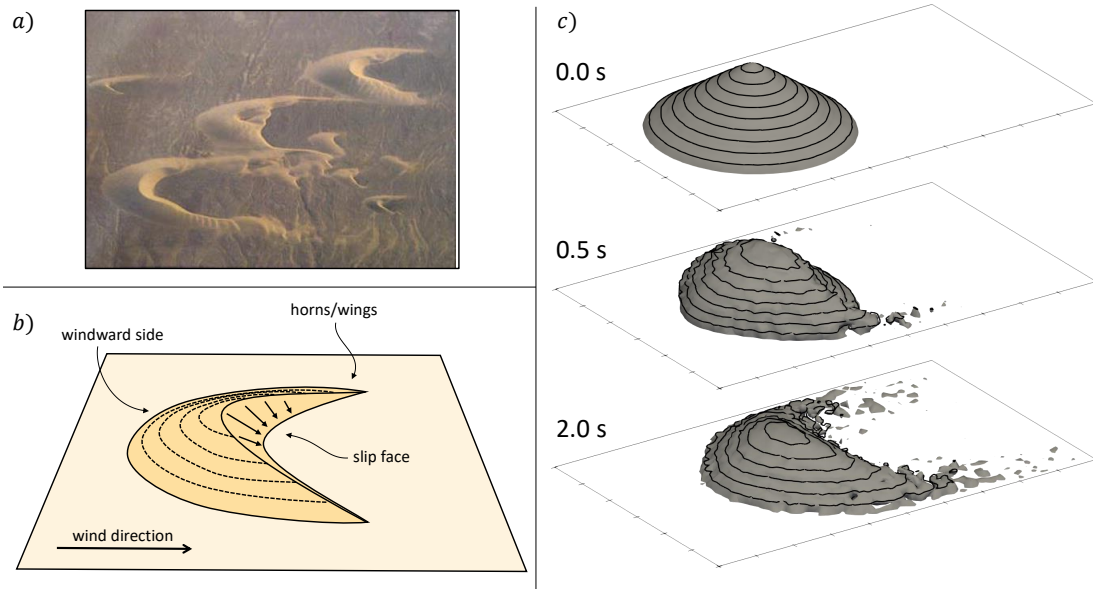 a)
b)
horns/wings
windward side
slip face
wind direction
c)
0.0 s
0.5 s
2.0 s